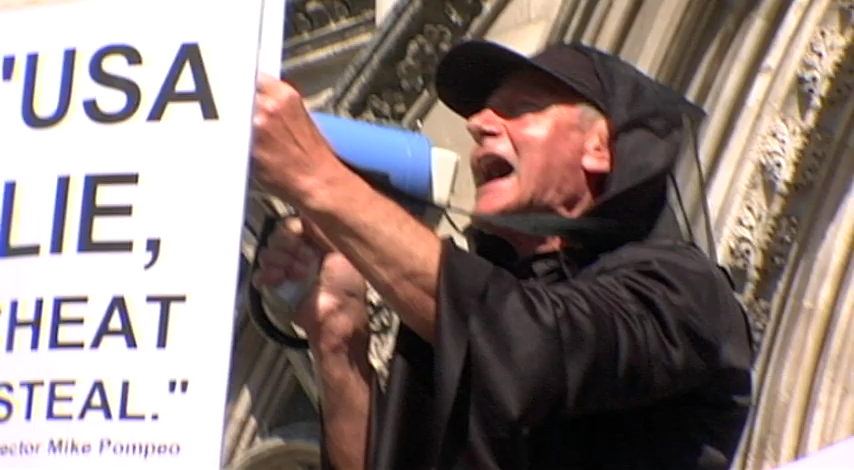 "USA
LIE,
HEAT
STEAL."
ector Mike Pompeo